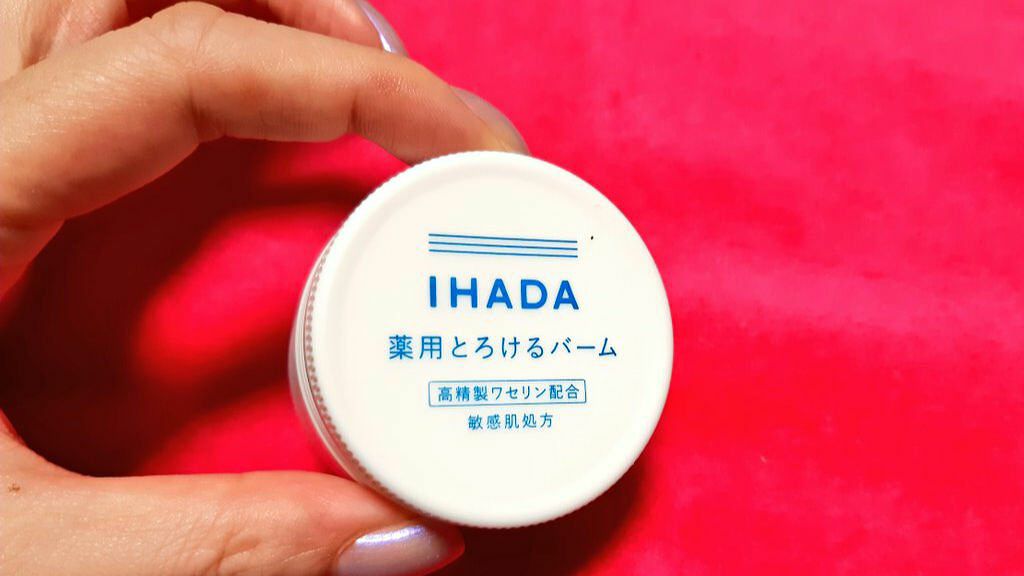 IHADA
薬用とろけるバーム
高精製ワセリン配合
敏感肌処方